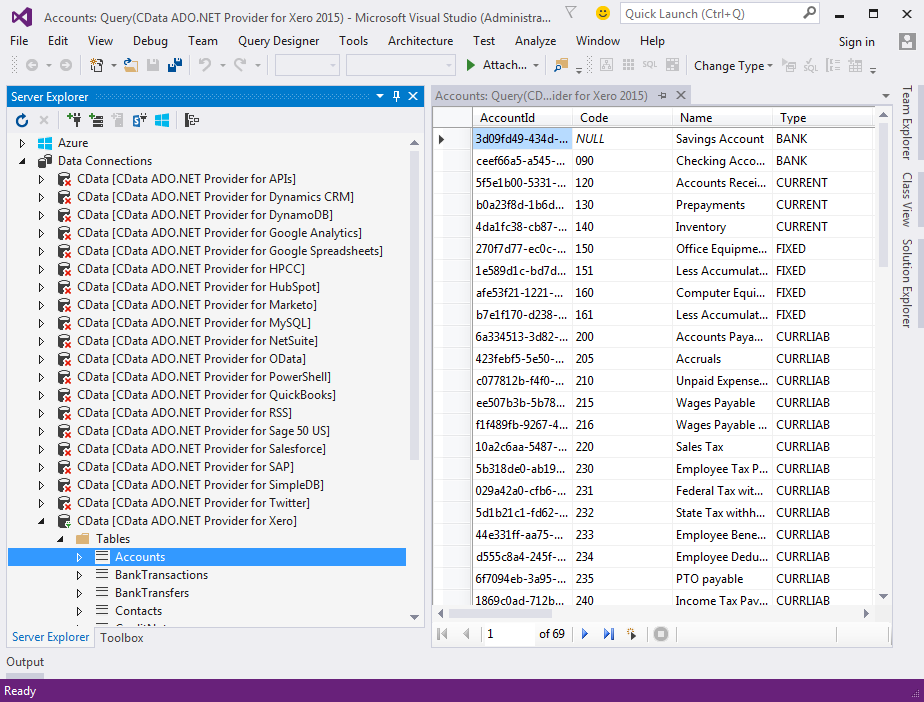 Accounts: Query(CData ADO.NET Provider for Xero 2015) - Microsoft Visual Studio (Administra...
Quick Launch (Ctrl+Q)
File Edit View Debug Team Query Designer Tools Architecture Test Analyze Window Help Sign in
Attach... SQL Change Type SQL
Server Explorer
Azure
Data Connections
CData [CData ADO.NET Provider for APIs]
CData [CData ADO.NET Provider for Dynamics CRM]
CData [CData ADO.NET Provider for DynamoDB]
CData [CData ADO.NET Provider for Google Analytics]
CData [CData ADO.NET Provider for Google Spreadsheets]
CData [CData ADO.NET Provider for HPCC]
CData [CData ADO.NET Provider for HubSpot]
CData [CData ADO.NET Provider for Marketo]
CData [CData ADO.NET Provider for MySQL]
CData [CData ADO.NET Provider for NetSuite]
CData [CData ADO.NET Provider for OData]
CData [CData ADO.NET Provider for PowerShell]
CData [CData ADO.NET Provider for QuickBooks]
CData [CData ADO.NET Provider for RSS]
CData [CData ADO.NET Provider for Sage 50 US]
CData [CData ADO.NET Provider for Salesforce]
CData [CData ADO.NET Provider for SAP]
CData [CData ADO.NET Provider for SimpleDB]
CData [CData ADO.NET Provider for Twitter]
CData [CData ADO.NET Provider for Xero]
Tables
Accounts
BankTransactions
BankTransfers
Contacts
Server Explorer Toolbox
Accounts: Query(CD...ider for Xero 2015)
AccountId Code Name Type
3d09fd49-434d-... NULL Savings Account BANK
ceef66a5-a545-... 090 Checking Acco... BANK
5f5e1b00-5331-... 120 Accounts Recei... CURRENT
b0a23f8d-1b6d... 130 Prepayments CURRENT
4da1fc38-cb87-... 140 Inventory CURRENT
270f7d77-ec0c-... 150 Office Equipme... FIXED
1e589d1c-bd7d... 151 Less Accumulat... FIXED
afe53f21-1221-... 160 Computer Equi... FIXED
b7e1f170-d238-... 161 Less Accumulat... FIXED
6a334513-3d82-... 200 Accounts Paya... CURRLIAB
423febf5-5e50-... 205 Accruals CURRLIAB
c077812b-f4f0-... 210 Unpaid Expense... CURRLIAB
ee507b3b-5b78... 215 Wages Payable CURRLIAB
f1f489fb-9267-4... 216 Wages Payable ... CURRLIAB
10a2c6aa-5487-... 220 Sales Tax CURRLIAB
5b318de0-ab19... 230 Employee Tax P... CURRLIAB
029a42a0-cfb6-... 231 Federal Tax wit... CURRLIAB
5d1b21c1-fd62-... 232 State Tax withh... CURRLIAB
44e331ff-aa75-... 233 Employee Bene... CURRLIAB
d555c8a4-245f-... 234 Employee Dedu... CURRLIAB
6f7094eb-3a95-... 235 PTO payable CURRLIAB
1869c0ad-712b... 240 Income Tax Pay... CURRLIAB
1 of 69
Team Explorer
Class View
Solution Explorer
Output
Ready